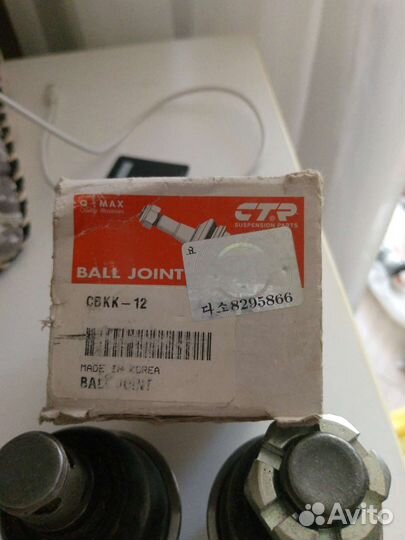 MAX
CTR
SUSPENSION PARTS
BALL JOINT
CBKK-12
다소8295866
MADE IN KOREA
BALL JOINT
Avito